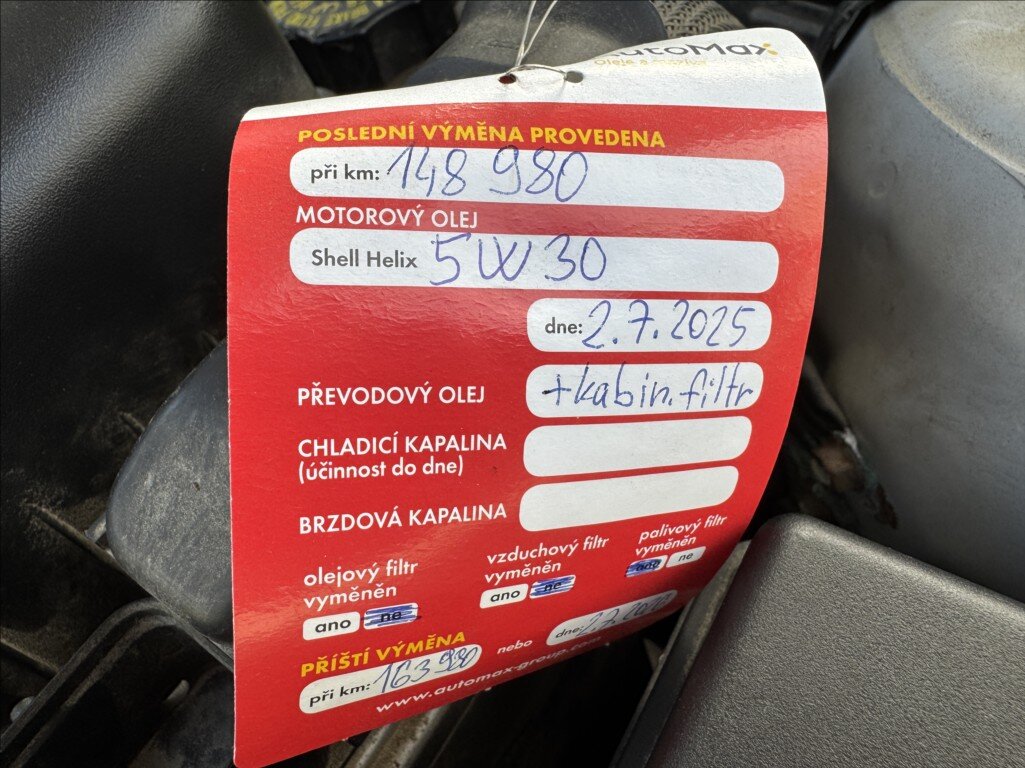 AutoMax
POSLEDNÍ VÝMĚNA PROVEDENA
při km: 148 980
MOTOROVÝ OLEJ
Shell Helix 5W30
dne: 2.7.2025
PŘEVODOVÝ OLEJ +kabin.filtr
CHLADICÍ KAPALINA
(účinnost do dne)
BRZDOVÁ KAPALINA
olejový filtr vyměněn
ano ne
vzduchový filtr vyměněn
ano ne
palivový filtr vyměněn
ano ne
PŘÍŠTÍ VÝMĚNA
při km: 163 980 nebo dne:
www.automax-group.com